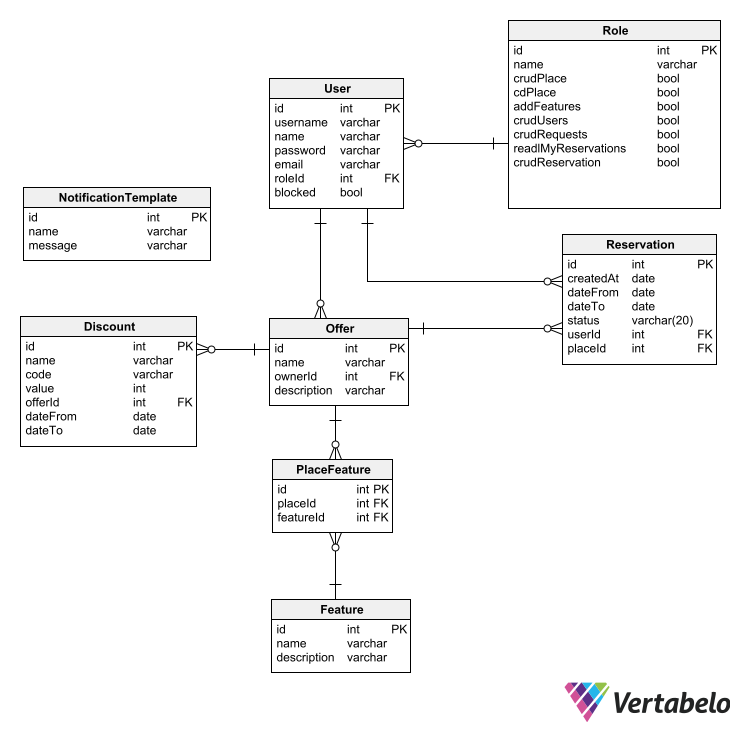 Role
id int PK
name varchar
crudPlace bool
cdPlace bool
addFeatures bool
crudUsers bool
crudRequests bool
readlMyReservations bool
crudReservation bool
User
id int PK
username varchar
name varchar
password varchar
email varchar
roleId int FK
blocked bool
NotificationTemplate
id int PK
name varchar
message varchar
Reservation
id int PK
createdAt date
dateFrom date
dateTo date
status varchar(20)
userId int FK
placeId int FK
Discount
id int PK
name varchar
code varchar
value int
offerId int FK
dateFrom date
dateTo date
Offer
id int PK
name varchar
ownerId int FK
description varchar
PlaceFeature
id int PK
placeId int FK
featureId int FK
Feature
id int PK
name varchar
description varchar
Vertabelo